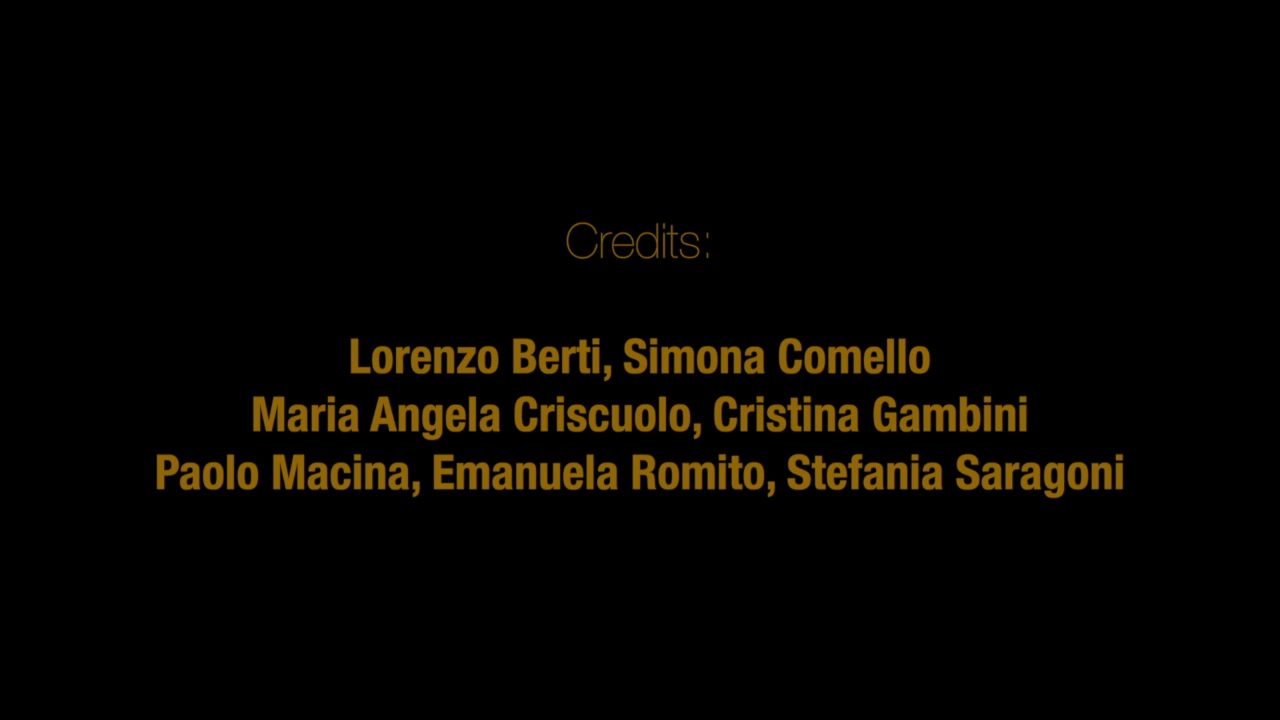 Credits:
Lorenzo Berti, Simona Comello
Maria Angela Criscuolo, Cristina Gambini
Paolo Macina, Emanuela Romito, Stefania Saragoni